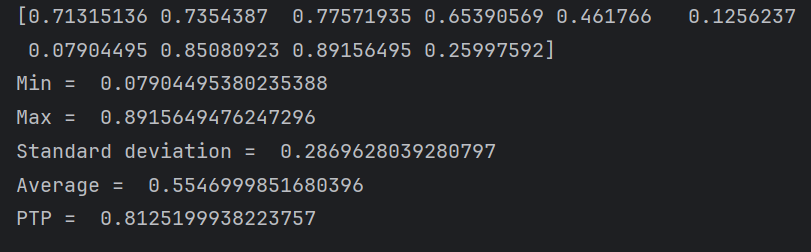 [0.71315136 0.7354387  0.77571935 0.65390569 0.461766   0.1256237
 0.07904495 0.85080923 0.89156495 0.25997592]
Min =  0.07904495380235388
Max =  0.8915649476247296
Standard deviation =  0.2869628039280797
Average =  0.5546999851680396
PTP =  0.8125199938223757